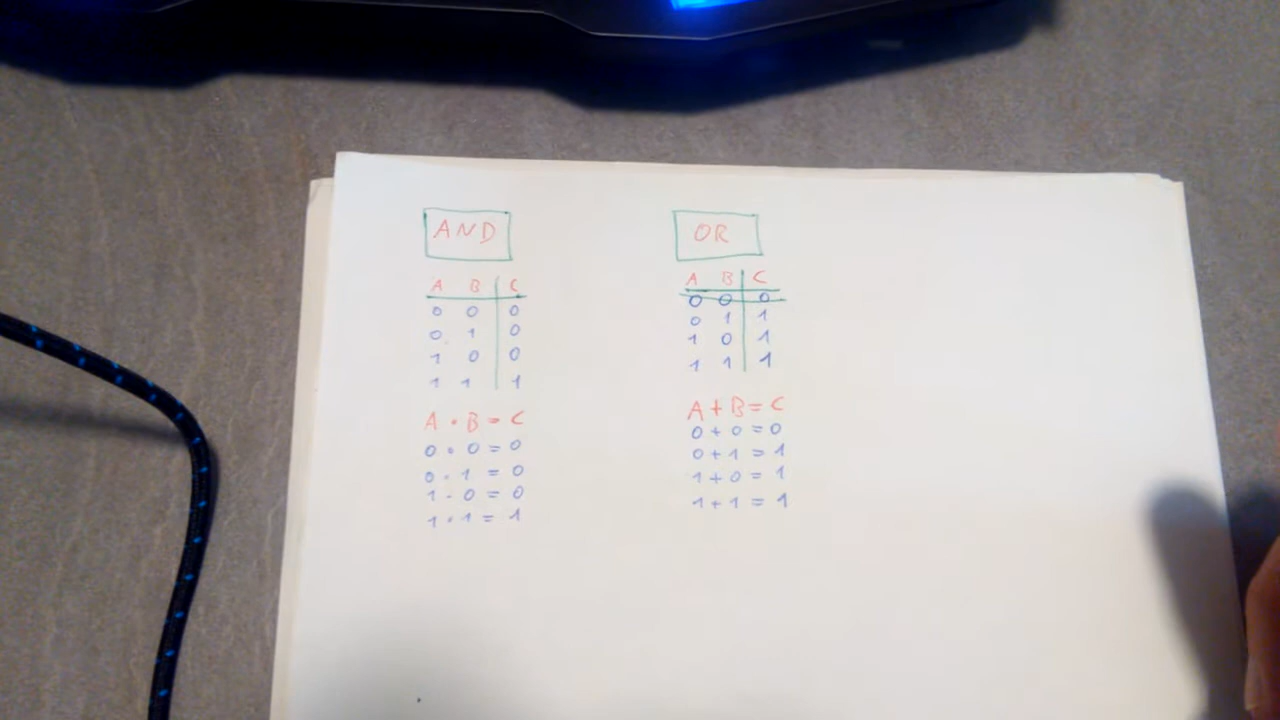 AND
A B C
0 0 0
0 1 0
1 0 0
1 1 1
A · B = C
0 · 0 = 0
0 · 1 = 0
1 · 0 = 0
1 · 1 = 1
OR
A B C
0 0 0
0 1 1
1 0 1
1 1 1
A + B = C
0 + 0 = 0
0 + 1 = 1
1 + 0 = 1
1 + 1 = 1